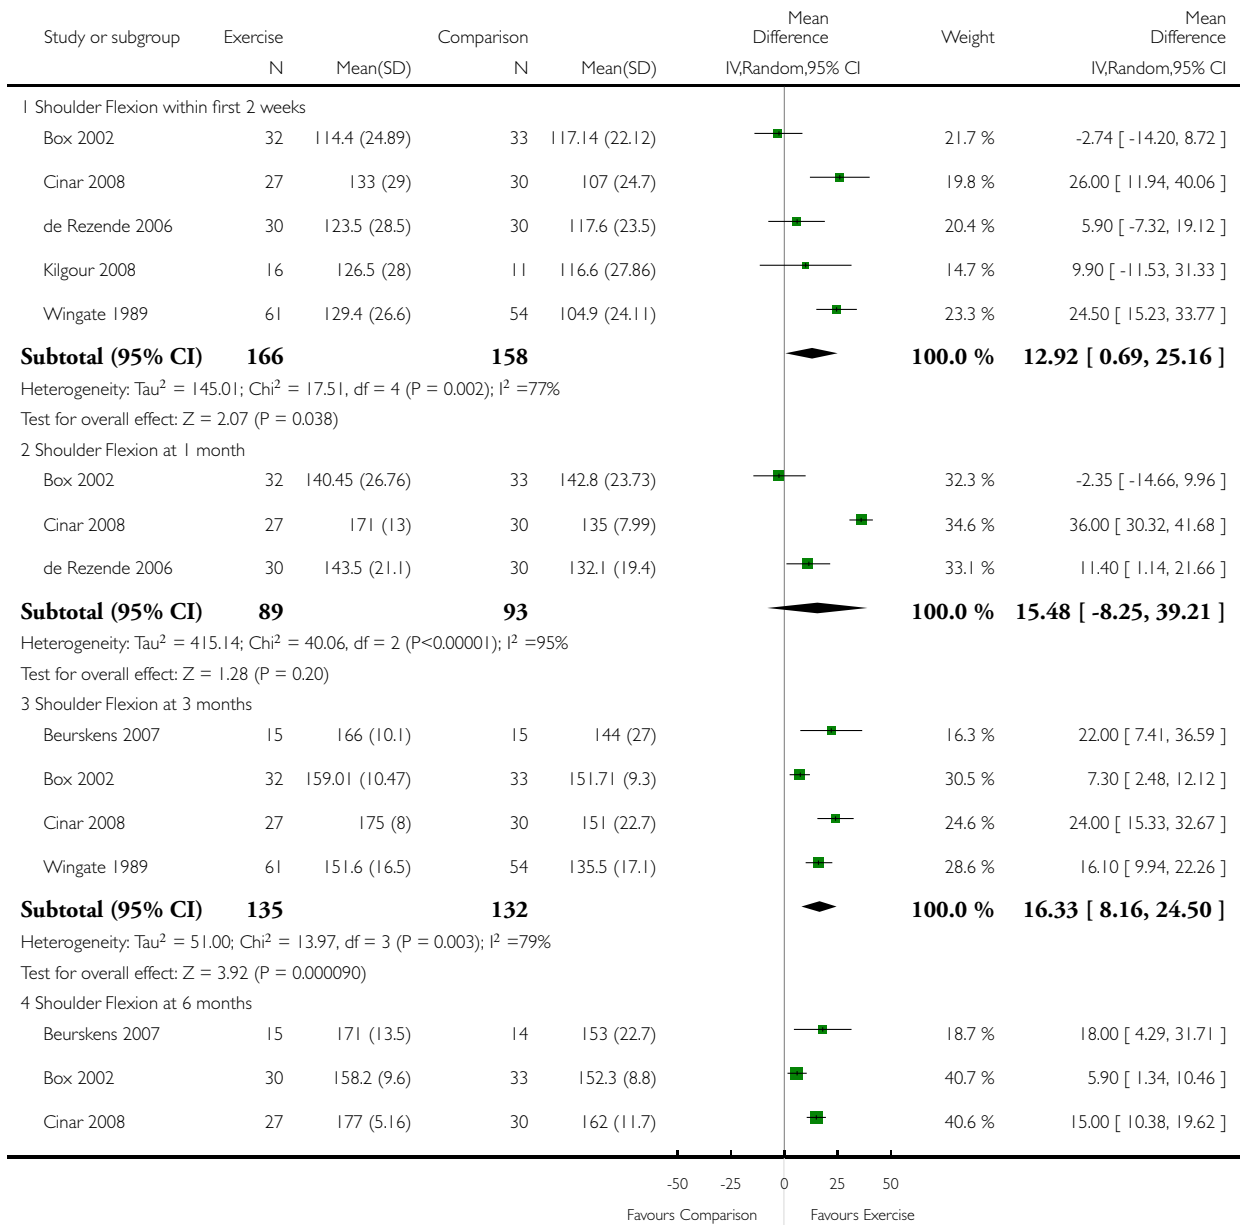 Study or subgroup Exercise Comparison Mean Difference Weight Mean Difference
N Mean(SD) N Mean(SD) IV,Random,95% CI IV,Random,95% CI
1 Shoulder Flexion within first 2 weeks
Box 2002 32 114.4 (24.89) 33 117.14 (22.12) 21.7 % -2.74 [ -14.20, 8.72 ]
Cinar 2008 27 133 (29) 30 107 (24.7) 19.8 % 26.00 [ 11.94, 40.06 ]
de Rezende 2006 30 123.5 (28.5) 30 117.6 (23.5) 20.4 % 5.90 [ -7.32, 19.12 ]
Kilgour 2008 16 126.5 (28) 11 116.6 (27.86) 14.7 % 9.90 [ -11.53, 31.33 ]
Wingate 1989 61 129.4 (26.6) 54 104.9 (24.11) 23.3 % 24.50 [ 15.23, 33.77 ]
Subtotal (95% CI) 166 158 100.0 % 12.92 [ 0.69, 25.16 ]
Heterogeneity: Tau² = 145.01; Chi² = 17.51, df = 4 (P = 0.002); I² =77%
Test for overall effect: Z = 2.07 (P = 0.038)
2 Shoulder Flexion at 1 month
Box 2002 32 140.45 (26.76) 33 142.8 (23.73) 32.3 % -2.35 [ -14.66, 9.96 ]
Cinar 2008 27 171 (13) 30 135 (7.99) 34.6 % 36.00 [ 30.32, 41.68 ]
de Rezende 2006 30 143.5 (21.1) 30 132.1 (19.4) 33.1 % 11.40 [ 1.14, 21.66 ]
Subtotal (95% CI) 89 93 100.0 % 15.48 [ -8.25, 39.21 ]
Heterogeneity: Tau² = 415.14; Chi² = 40.06, df = 2 (P<0.00001); I² =95%
Test for overall effect: Z = 1.28 (P = 0.20)
3 Shoulder Flexion at 3 months
Beurskens 2007 15 166 (10.1) 15 144 (27) 16.3 % 22.00 [ 7.41, 36.59 ]
Box 2002 32 159.01 (10.47) 33 151.71 (9.3) 30.5 % 7.30 [ 2.48, 12.12 ]
Cinar 2008 27 175 (8) 30 151 (22.7) 24.6 % 24.00 [ 15.33, 32.67 ]
Wingate 1989 61 151.6 (16.5) 54 135.5 (17.1) 28.6 % 16.10 [ 9.94, 22.26 ]
Subtotal (95% CI) 135 132 100.0 % 16.33 [ 8.16, 24.50 ]
Heterogeneity: Tau² = 51.00; Chi² = 13.97, df = 3 (P = 0.003); I² =79%
Test for overall effect: Z = 3.92 (P = 0.000090)
4 Shoulder Flexion at 6 months
Beurskens 2007 15 171 (13.5) 14 153 (22.7) 18.7 % 18.00 [ 4.29, 31.71 ]
Box 2002 30 158.2 (9.6) 33 152.3 (8.8) 40.7 % 5.90 [ 1.34, 10.46 ]
Cinar 2008 27 177 (5.16) 30 162 (11.7) 40.6 % 15.00 [ 10.38, 19.62 ]
-50 -25 0 25 50
Favours Comparison Favours Exercise